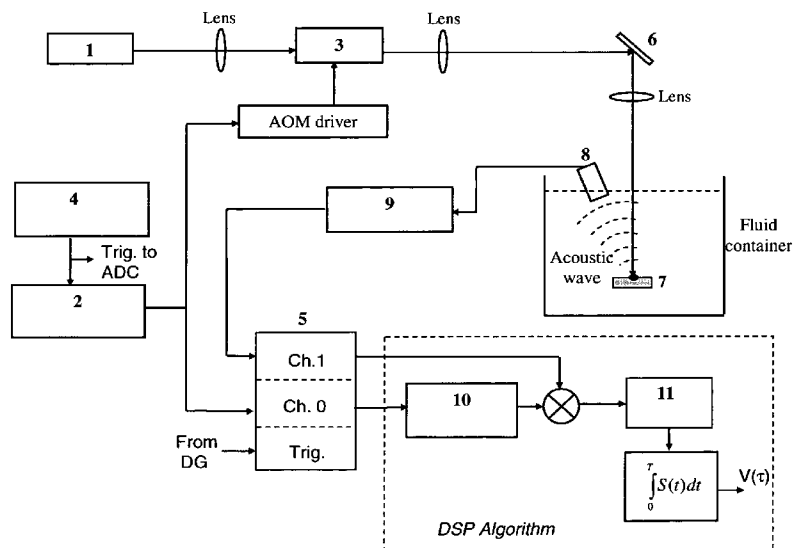 Lens
Lens
1
3
6
Lens
AOM driver
8
4
9
Fluid
container
Trig. to
ADC
Acoustic
wave
7
2
5
Ch.1
Ch. 0
10
11
From
DG
Trig.
∫₀^τ S(t)dt
V(τ)
DSP Algorithm